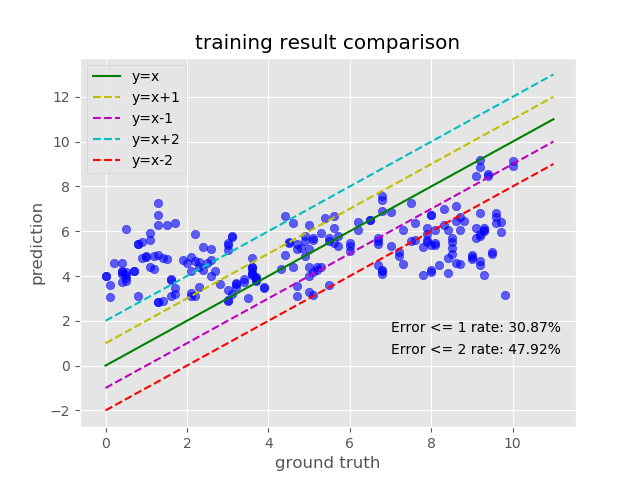 training result comparison
y=x
y=x+1
y=x-1
y=x+2
y=x-2
12
10
8
6
4
2
0
−2
prediction
Error <= 1 rate: 30.87%
Error <= 2 rate: 47.92%
0 2 4 6 8 10
ground truth